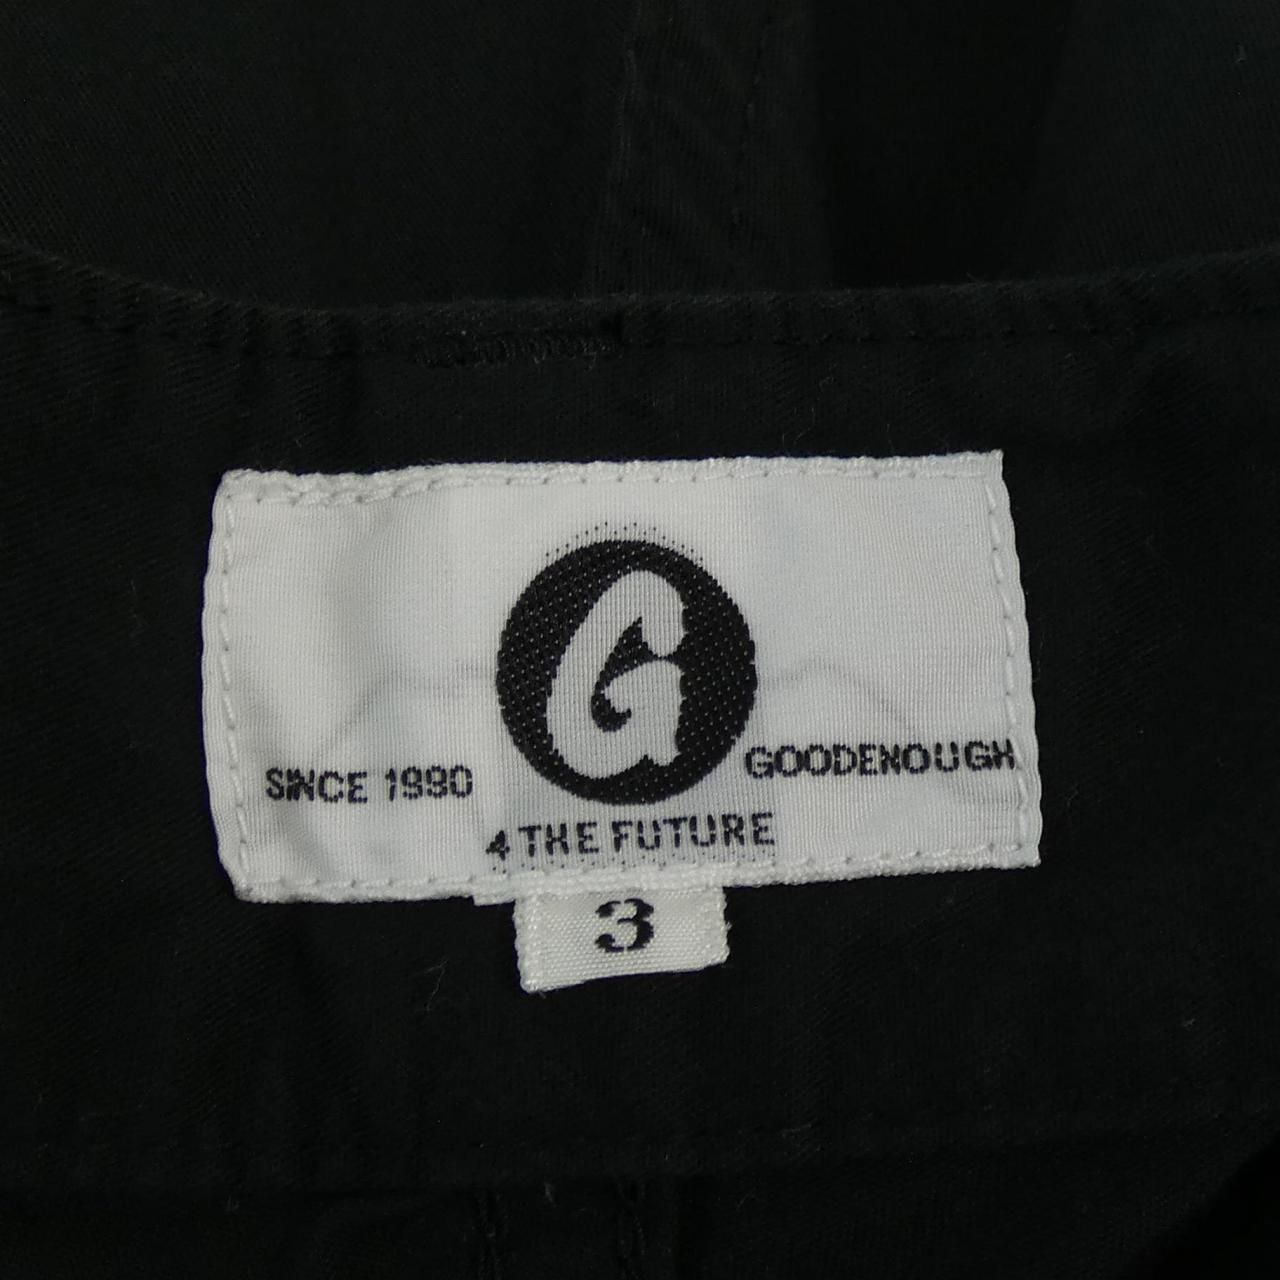 G
SINCE 1990
GOODENOUGH
4 THE FUTURE
3